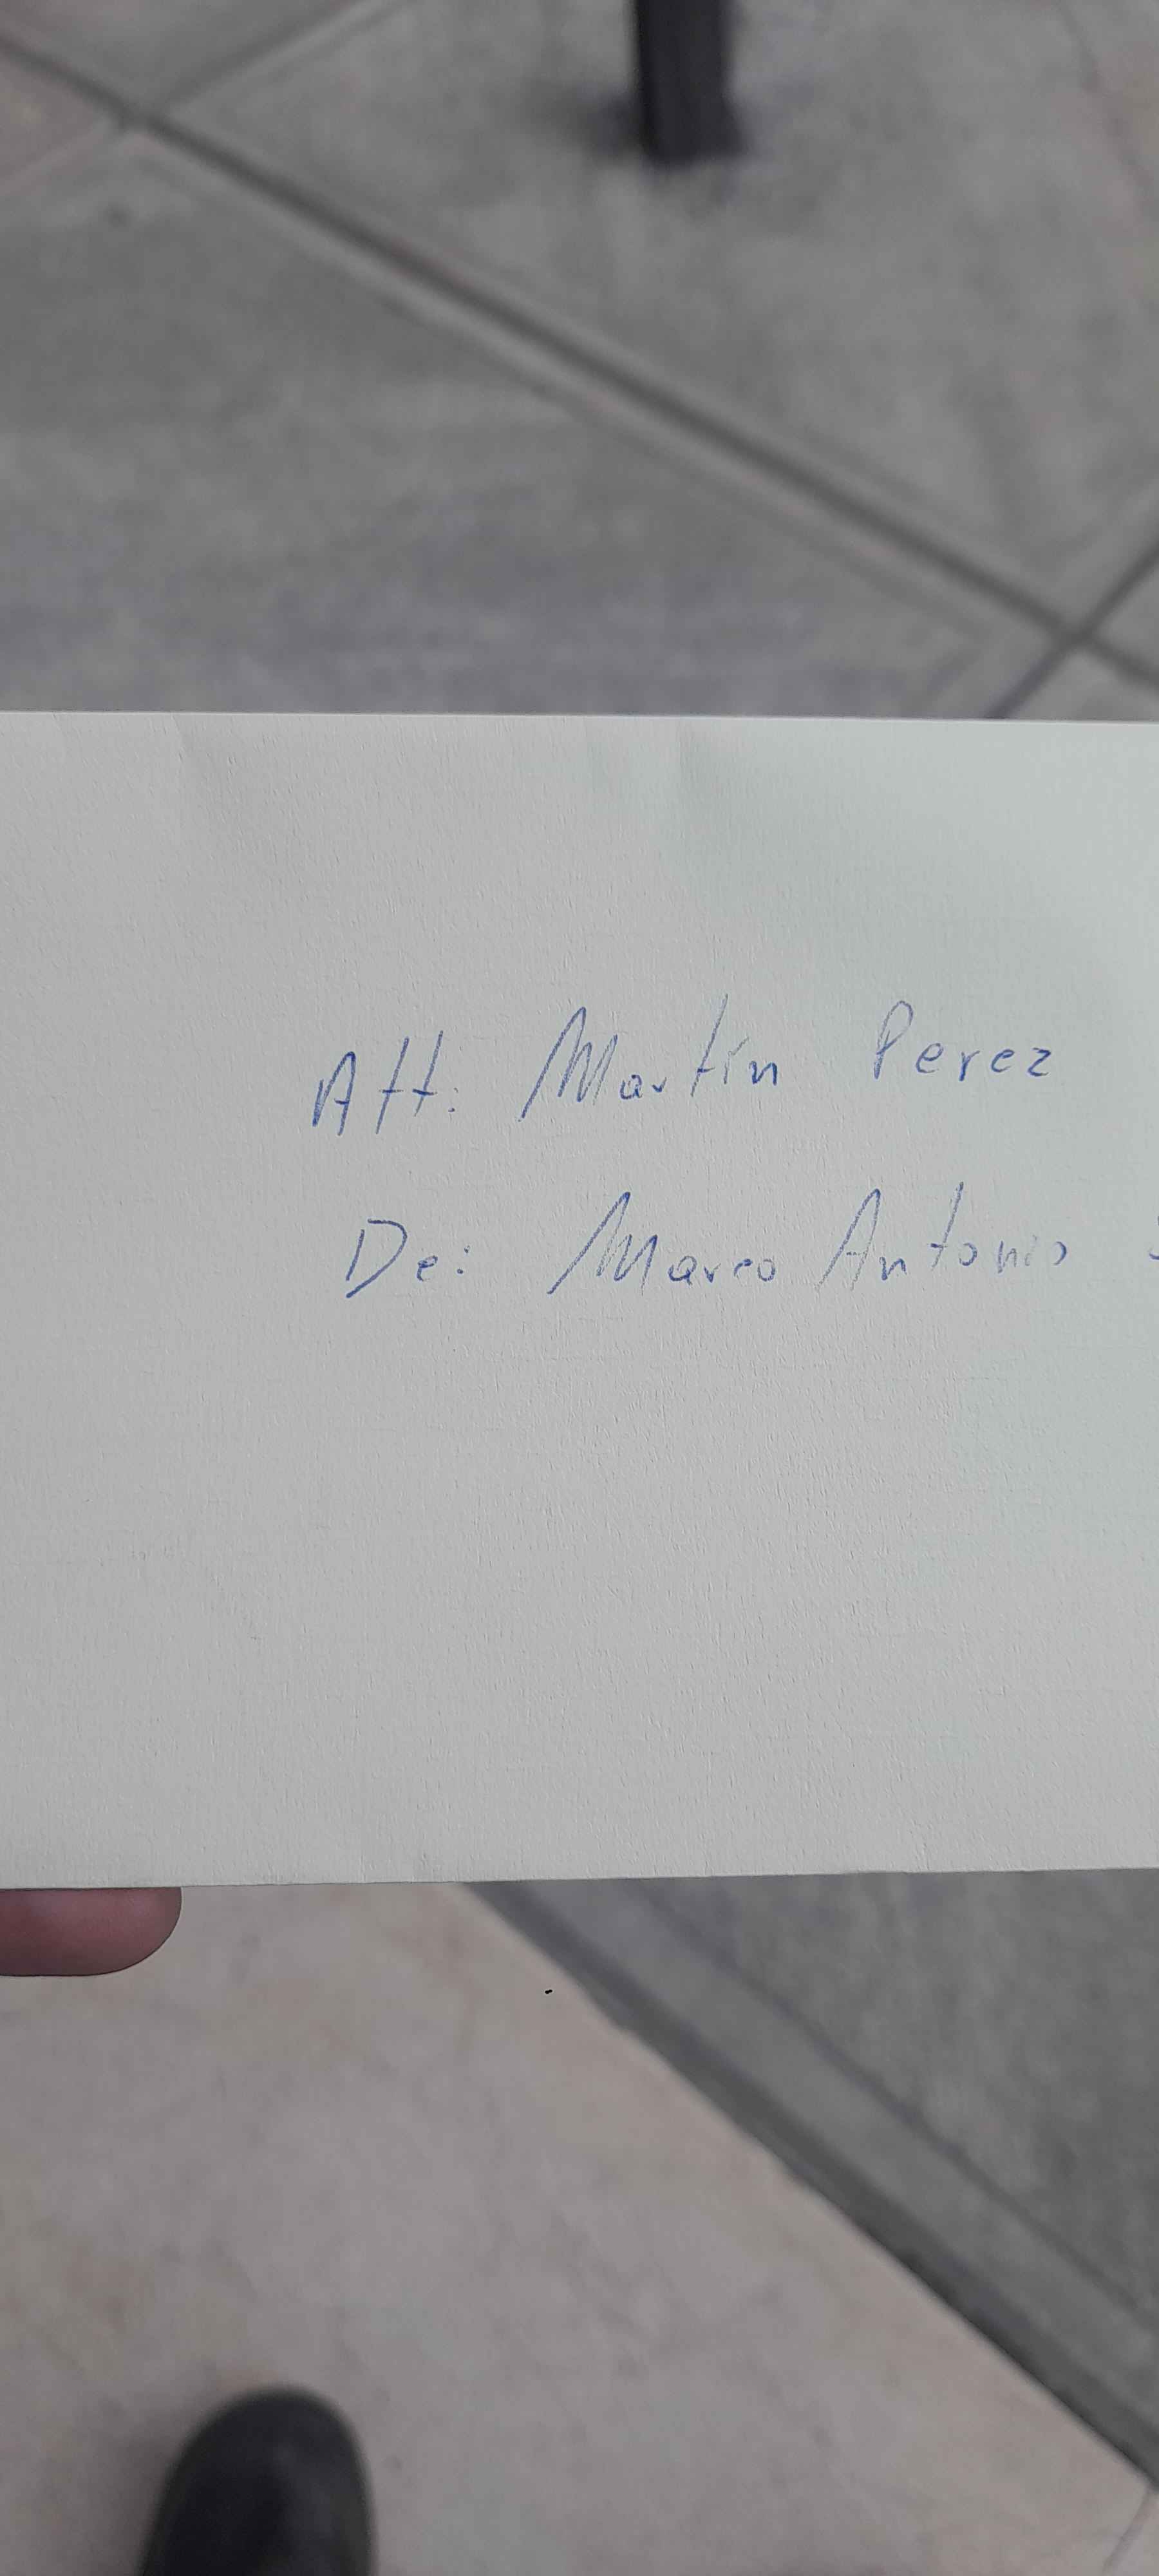 Att: Martín Perez
De: Marco Antonio